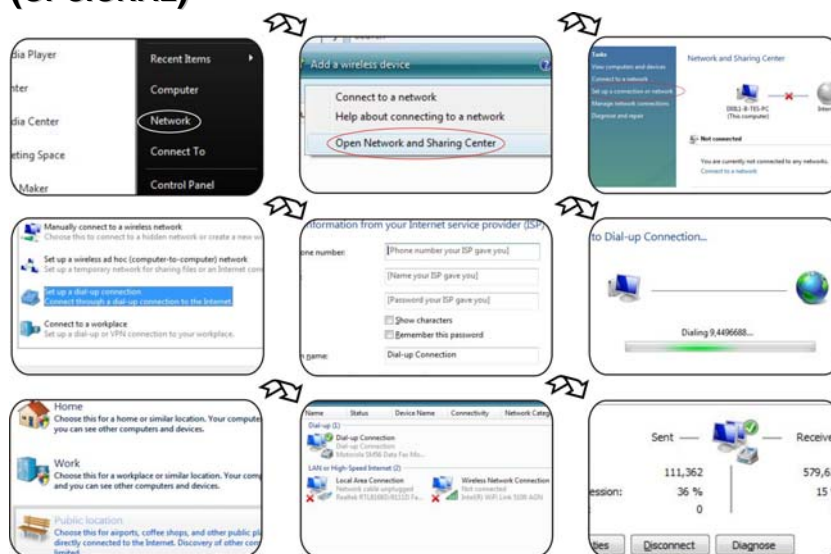 dia Player
Recent Items
Computer
dia Center
Network
eting Space
Connect To
Maker
Control Panel
Add a wireless device
Connect to a network
Help about connecting to a network
Open Network and Sharing Center
Tasks
View computers and devices
Connect to a network
Set up a connection or network
Manage network connections
Diagnose and repair
Network and Sharing Center
(This computer)
Not connected
You are currently not connected to any networks.
Connect to a network
Manually connect to a wireless network
Choose this to connect to a hidden network or create a new
Set up a wireless ad hoc (computer-to-computer) network
Set up a temporary network for sharing files or an Internet
Set up a dial-up connection
Connect through a dial-up connection to the Internet.
Connect to a workplace
Set up a dial-up or VPN connection to your workplace.
information from your Internet service provider (ISP)
one number:
[Phone number your ISP gave you]
[Name your ISP gave you]
[Password your ISP gave you]
Show characters
Remember this password
name:
Dial-up Connection
to Dial-up Connection...
Dialing 9,4496688...
Home
Choose this for a home or similar location. Your compute
you can see other computers and devices.
Work
Choose this for a workplace or similar location. Your com
and you can see other computers and devices.
Public location
Choose this for airports, coffee shops, and other public pl
directly connected to the Internet. Discovery of other con
limited.
Name Status Device Name Connectivity Network Categ
Dial-up (1)
Dial-up Connection
Dial-up Connection
Motorola SM56 Data Fax Mo...
LAN or High-Speed Internet (2)
Local Area Connection
Network cable unplugged
Wireless Network Connection
Not connected
Intel(R) WiFi Link 5100 AGN
Sent Receive
111,362 579,6
ession: 36 % 15
0
ties Disconnect Diagnose